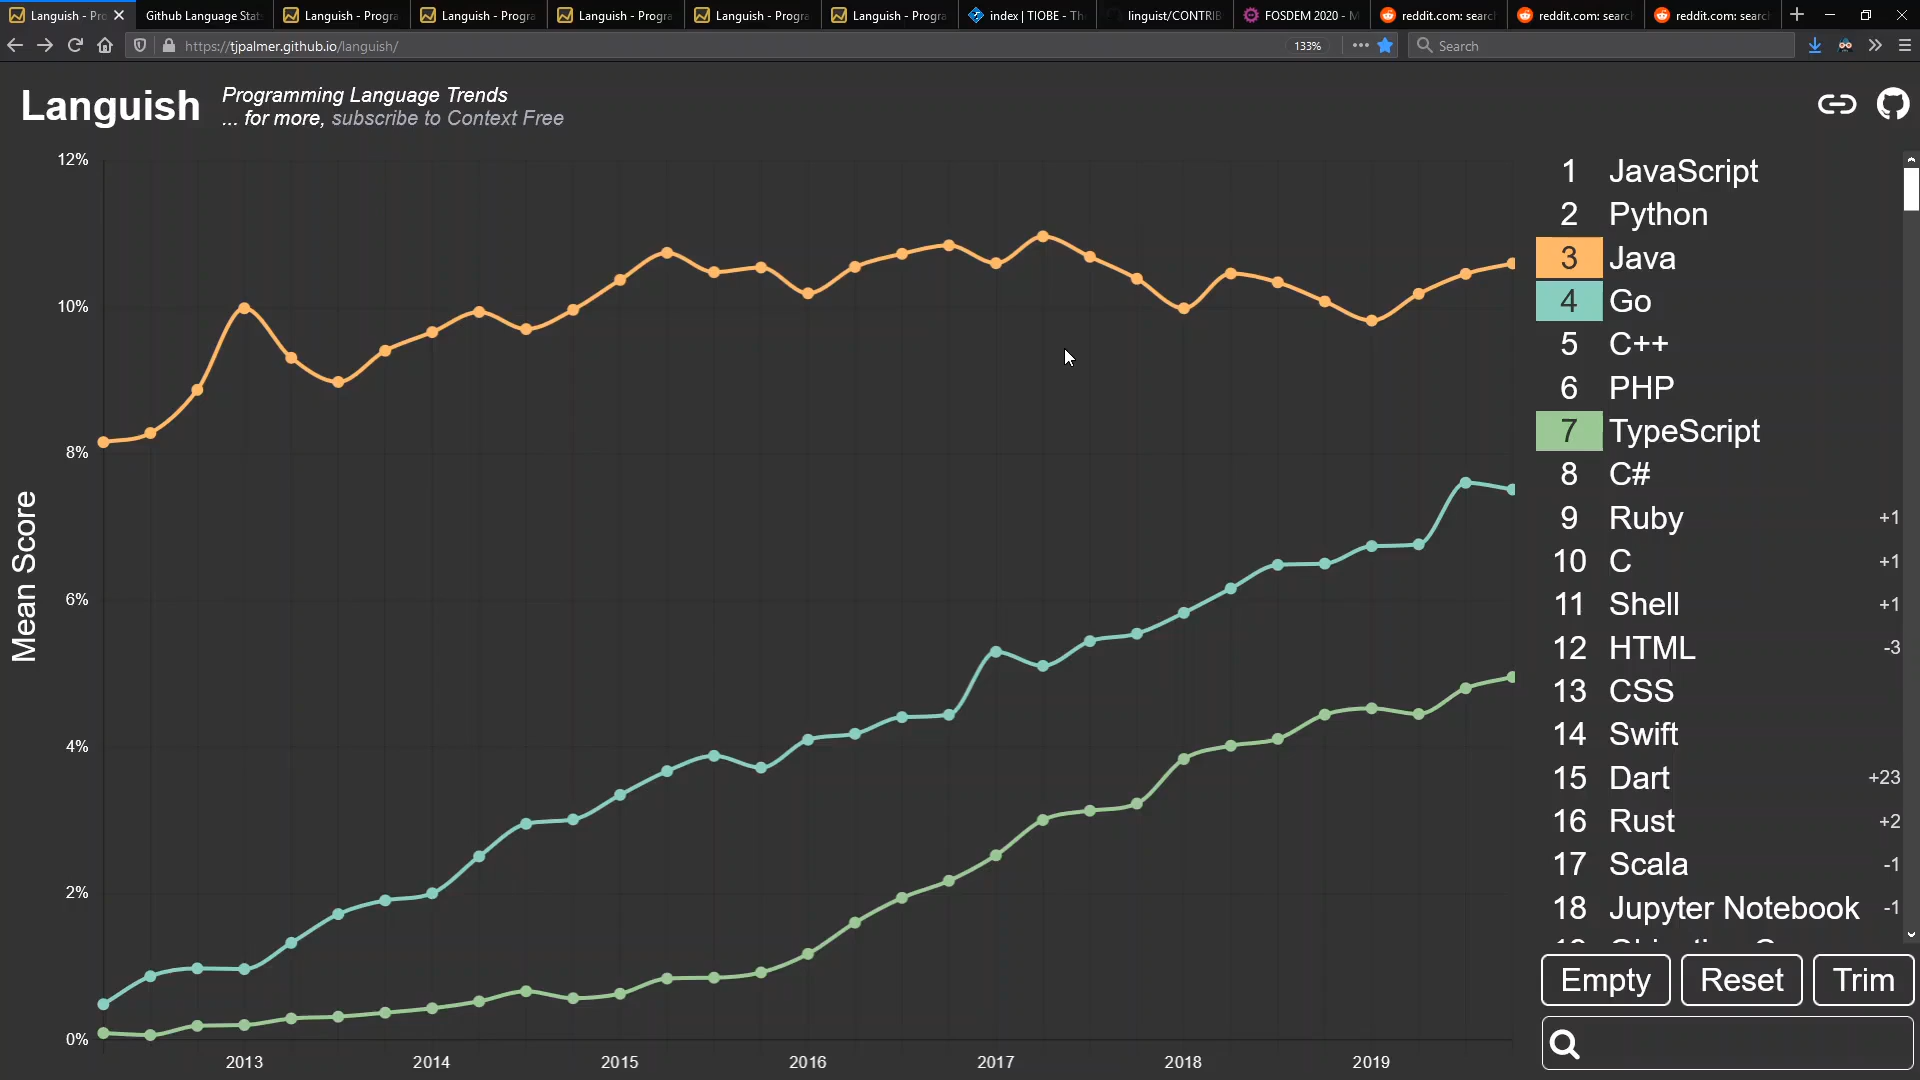 Languish - Pro
Github Language Stats
Languish - Progra
Languish - Progra
Languish - Progra
Languish - Progra
Languish - Progra
index | TIOBE - Th
linguist/CONTRIB
FOSDEM 2020 - M
reddit.com: search
reddit.com: search
reddit.com: search
https://tjpalmer.github.io/languish/
133%
Search
Languish
Programming Language Trends
... for more, subscribe to Context Free
12%
10%
8%
6%
4%
2%
0%
Mean Score
2013
2014
2015
2016
2017
2018
2019
1 JavaScript
2 Python
3 Java
4 Go
5 C++
6 PHP
7 TypeScript
8 C#
9 Ruby +1
10 C +1
11 Shell +1
12 HTML -3
13 CSS
14 Swift
15 Dart +23
16 Rust +2
17 Scala -1
18 Jupyter Notebook -1
Empty
Reset
Trim